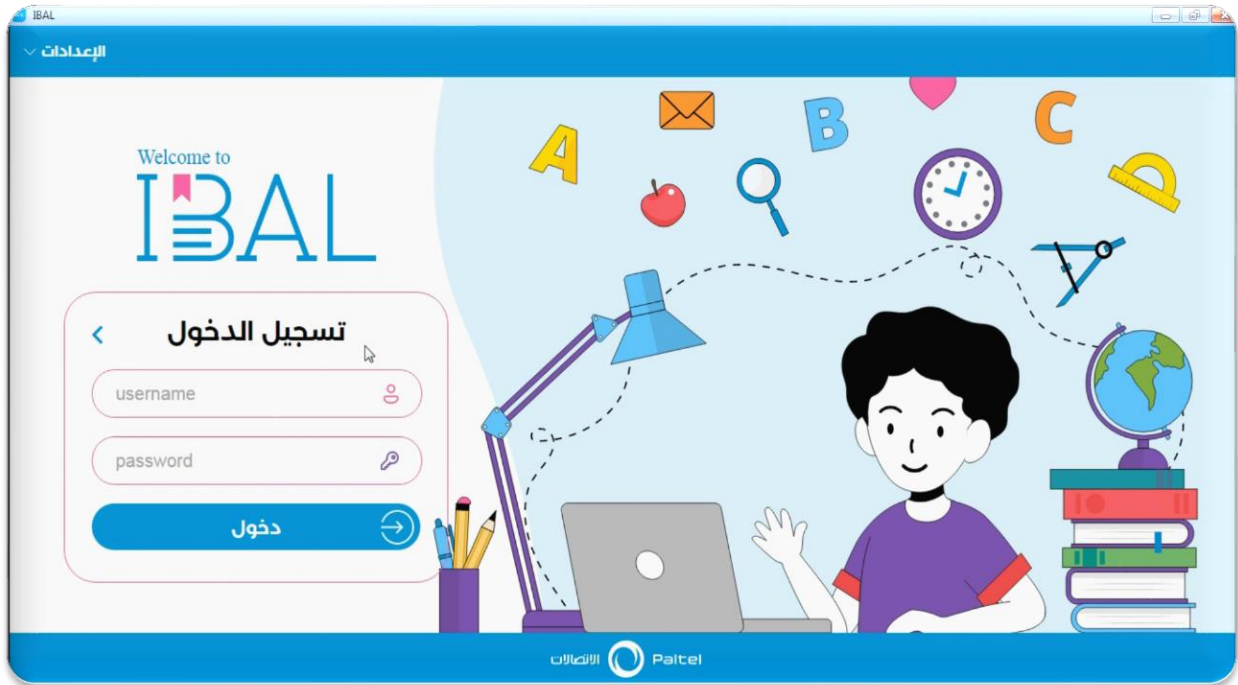 IBAL
الإعدادات
A
B
C
Welcome to
IBAL
تسجيل الدخول
username
password
دخول
الاتصالات Paltel